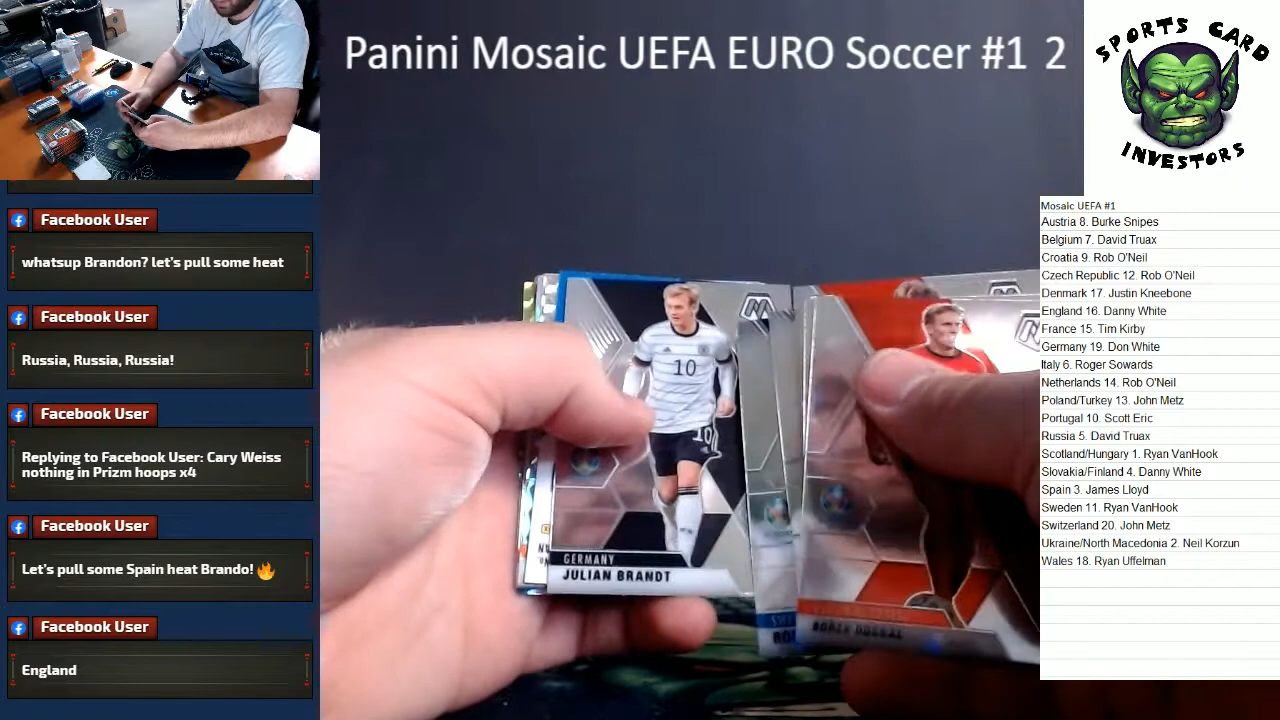 Panini Mosaic UEFA EURO Soccer #1 2
SPORTS CARD
INVESTORS
Facebook User
whatsup Brandon? let's pull some heat
Facebook User
Russia, Russia, Russia!
Facebook User
Replying to Facebook User: Cary Weiss
nothing in Prizm hoops x4
Facebook User
Let's pull some Spain heat Brando!🔥
Facebook User
England
10
10
GERMANY
JULIAN BRANDT
Mosaic UEFA #1
Austria 8. Burke Snipes
Belgium 7. David Truax
Croatia 9. Rob O'Neil
Czech Republic 12. Rob O'Neil
Denmark 17. Justin Kneebone
England 16. Danny White
France 15. Tim Kirby
Germany 19. Don White
Italy 6. Roger Sowards
Netherlands 14. Rob O'Neil
Poland/Turkey 13. John Metz
Portugal 10. Scott Eric
Russia 5. David Truax
Scotland/Hungary 1. Ryan VanHook
Slovakia/Finland 4. Danny White
Spain 3. James Lloyd
Sweden 11. Ryan VanHook
Switzerland 20. John Metz
Ukraine/North Macedonia 2. Neil Korzun
Wales 18. Ryan Uffelman